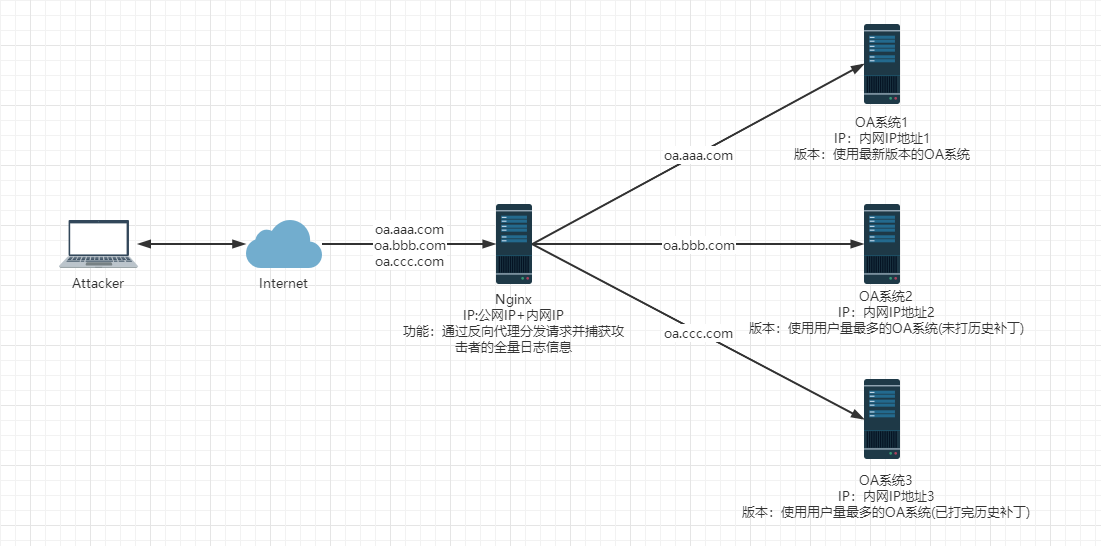 Attacker
Internet
oa.aaa.com
oa.bbb.com
oa.ccc.com
Nginx
IP:公网IP+内网IP
功能：通过反向代理分发请求并捕获攻
击者的全量日志信息
oa.aaa.com
oa.bbb.com
oa.ccc.com
OA系统1
IP：内网IP地址1
版本：使用最新版本的OA系统
OA系统2
IP：内网IP地址2
版本：使用用户量最多的OA系统(未打历史补丁)
OA系统3
IP：内网IP地址3
版本：使用用户量最多的OA系统(已打完历史补丁)